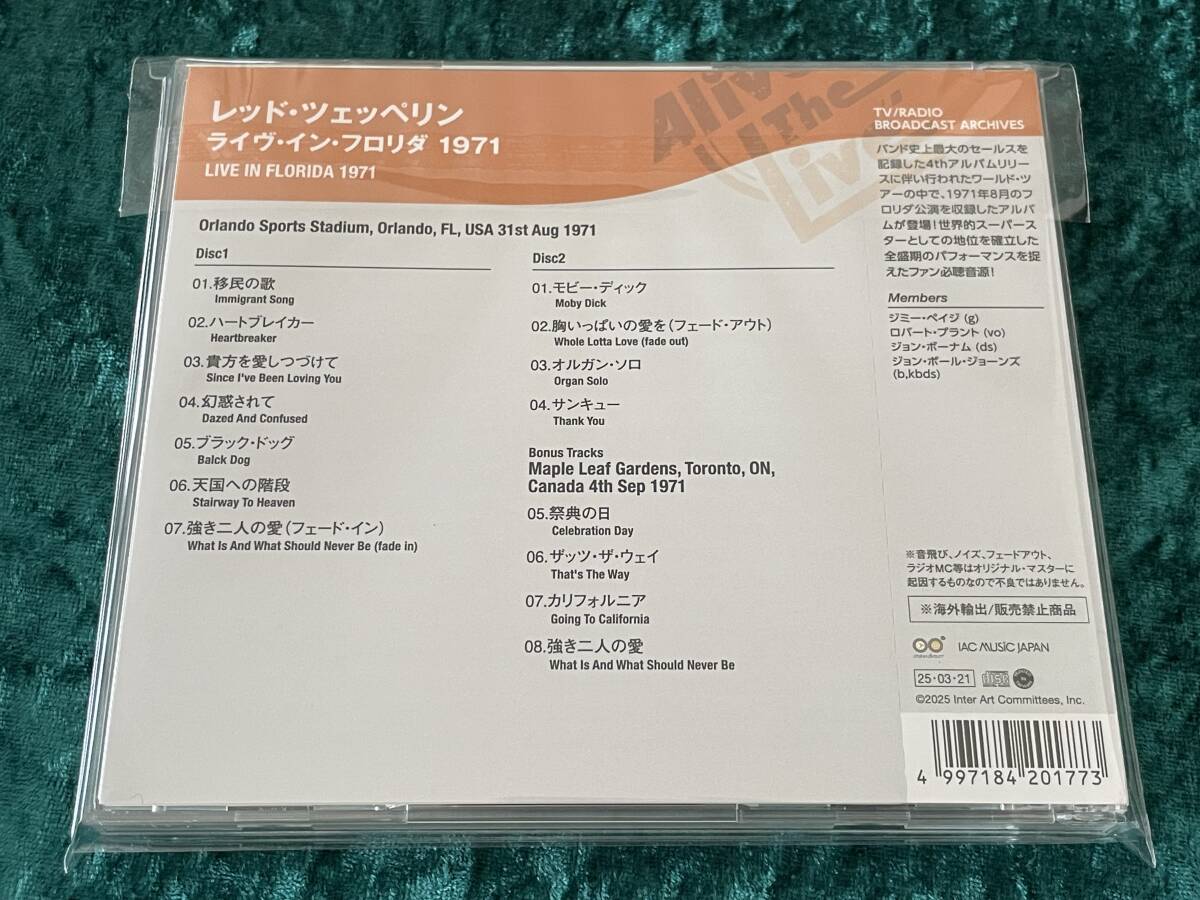 レッド・ツェッペリン
ライヴ・イン・フロリダ 1971
LIVE IN FLORIDA 1971
Alive
The
Live
Orlando Sports Stadium, Orlando, FL, USA 31st Aug 1971
Disc1
01.移民の歌
Immigrant Song
02.ハートブレイカー
Heartbreaker
03.貴方を愛しつづけて
Since I've Been Loving You
04.幻惑されて
Dazed And Confused
05.ブラック・ドッグ
Balck Dog
06.天国への階段
Stairway To Heaven
07.強き二人の愛(フェード・イン)
What Is And What Should Never Be (fade in)
Disc2
01.モビー・ディック
Moby Dick
02.胸いっぱいの愛を(フェード・アウト)
Whole Lotta Love (fade out)
03.オルガン・ソロ
Organ Solo
04.サンキュー
Thank You
Bonus Tracks
Maple Leaf Gardens, Toronto, ON,
Canada 4th Sep 1971
05.祭典の日
Celebration Day
06.ザッツ・ザ・ウェイ
That's The Way
07.カリフォルニア
Going To California
08.強き二人の愛
What Is And What Should Never Be
TV/RADIO
BROADCAST ARCHIVES
バンド史上最大のセールスを
記録した4thアルバムリリー
スに伴い行われたワールド・ツ
アーの中で、1971年8月のフ
ロリダ公演を収録したアルバ
ムが登場!世界的スーパース
ターとしての地位を確立した
全盛期のパフォーマンスを捉
えたファン必聴音源!
Members
ジミー・ペイジ (g)
ロバート・プラント (vo)
ジョン・ボーナム (ds)
ジョン・ポール・ジョーンズ
(b,kbds)
※音飛び、ノイズ、フェードアウト、
ラジオMC等はオリジナル・マスターに
起因するものなので不良ではありません。
※海外輸出/販売禁止商品
IAC MUSIC JAPAN
25・03・21
©2025 Inter Art Committees, Inc.
4 997184 201773